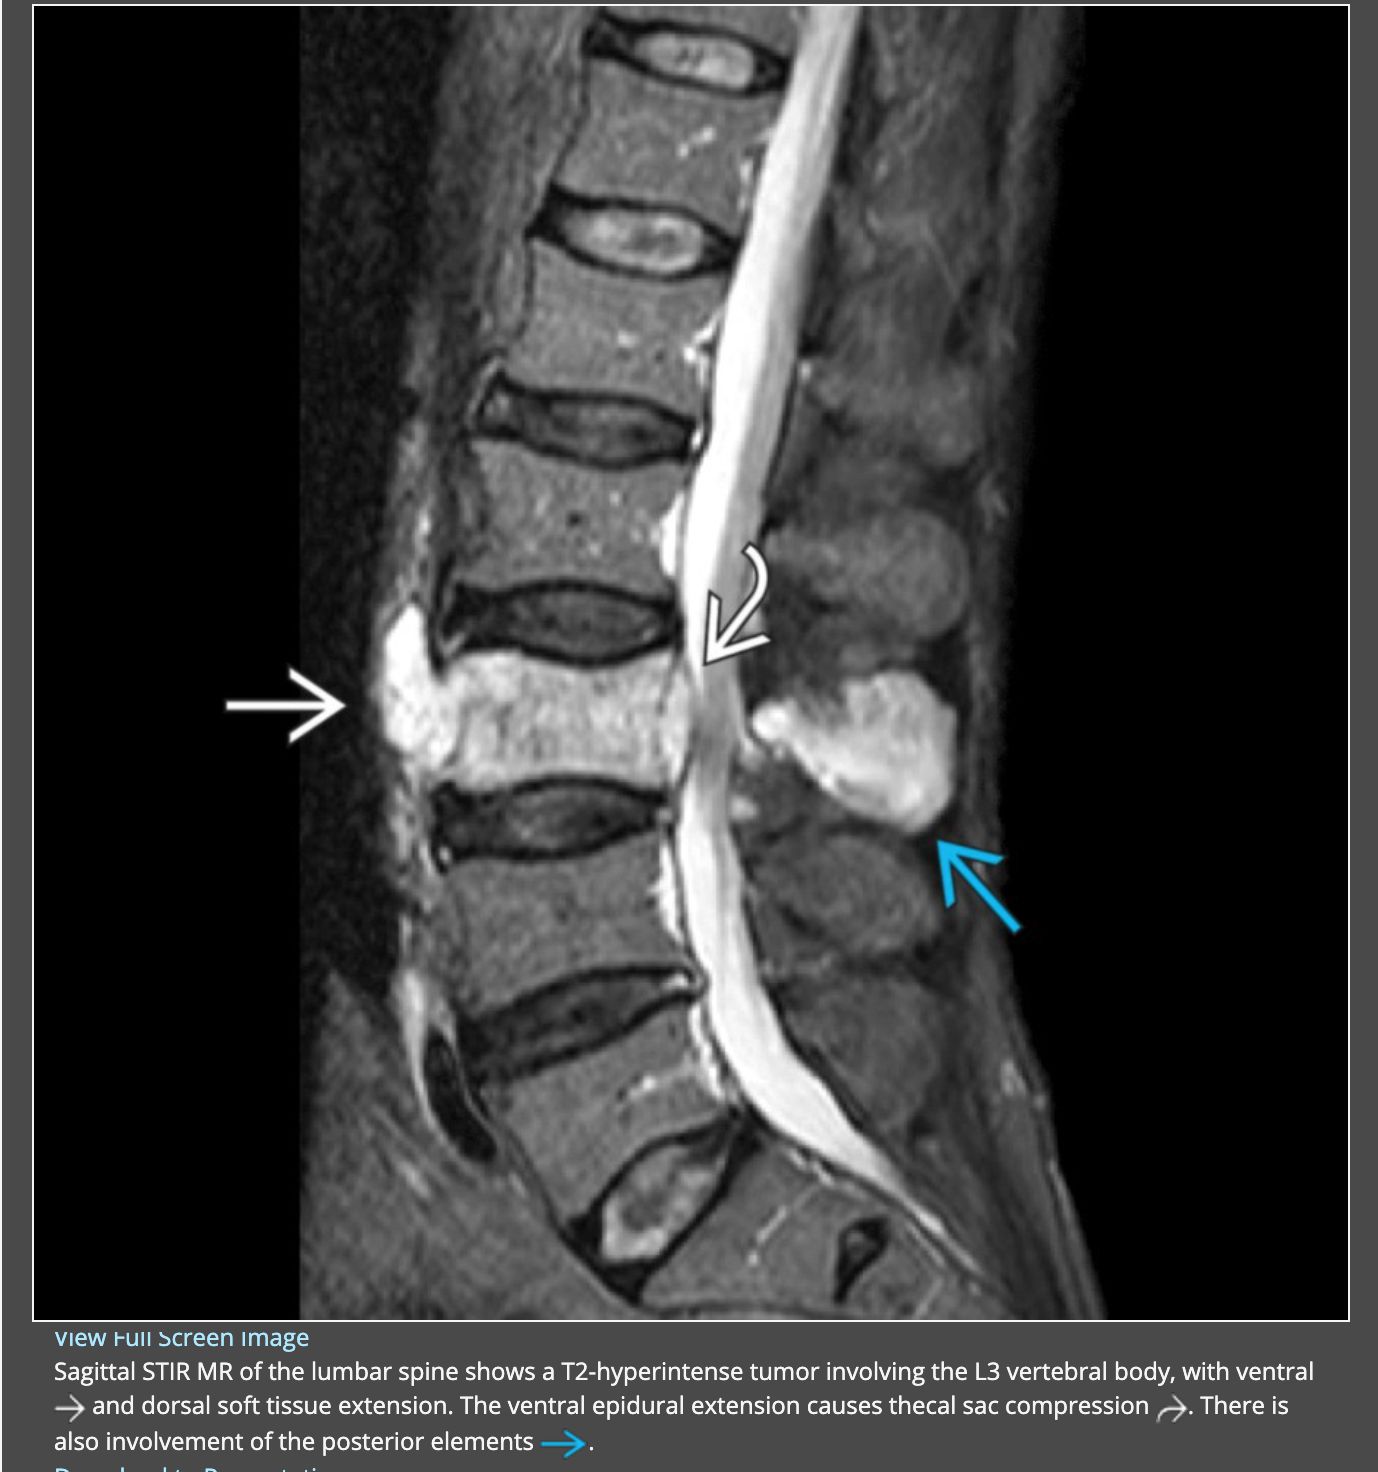 View Full Screen Image
Sagittal STIR MR of the lumbar spine shows a T2-hyperintense tumor involving the L3 vertebral body, with ventral
and dorsal soft tissue extension. The ventral epidural extension causes thecal sac compression . There is
also involvement of the posterior elements .